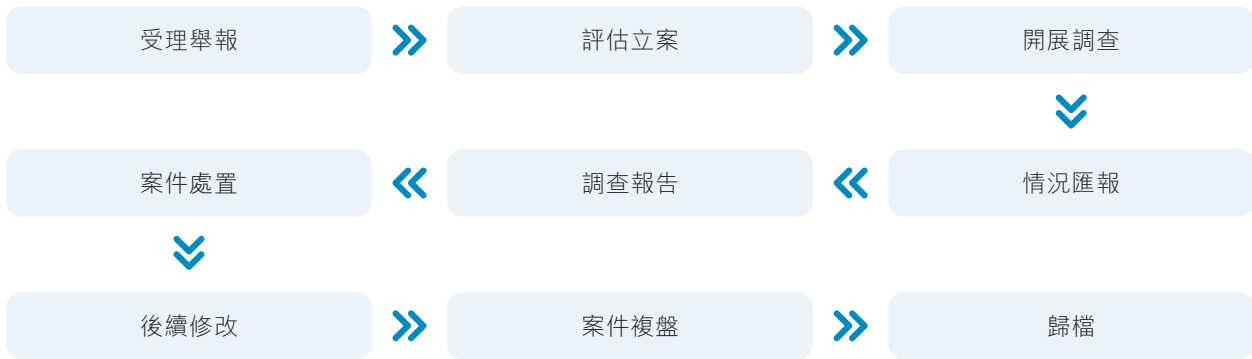 受理舉報
評估立案
開展調查
情況匯報
調查報告
案件處置
後續修改
案件複盤
歸檔